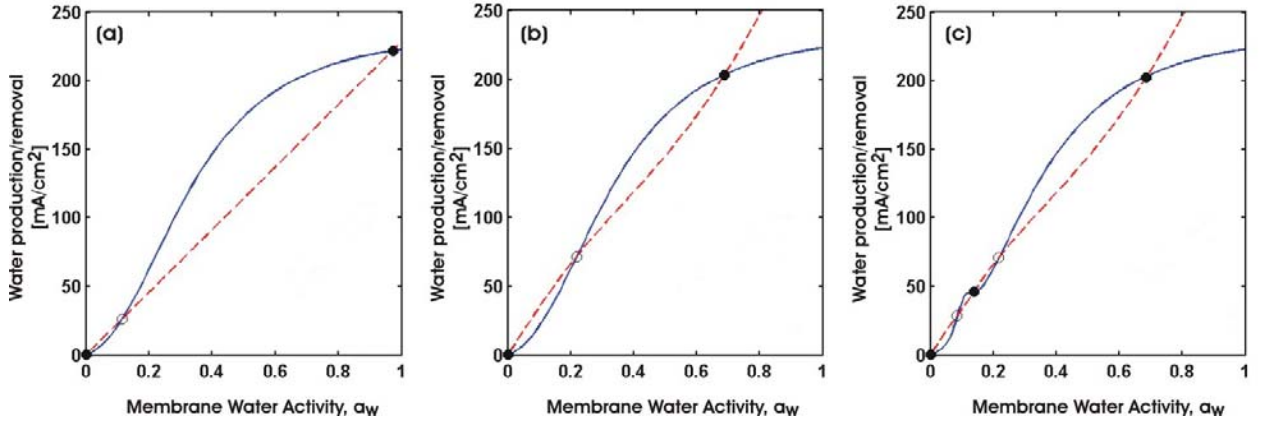 (a)
250
200
150
100
50
0
Water production/removal
[mA/cm2]
0 0.2 0.4 0.6 0.8 1
Membrane Water Activity, aw
(b)
250
200
150
100
50
0
Water production/removal
[mA/cm2]
0 0.2 0.4 0.6 0.8 1
Membrane Water Activity, aw
(c)
250
200
150
100
50
0
Water production/removal
[mA/cm2]
0 0.2 0.4 0.6 0.8 1
Membrane Water Activity, aw